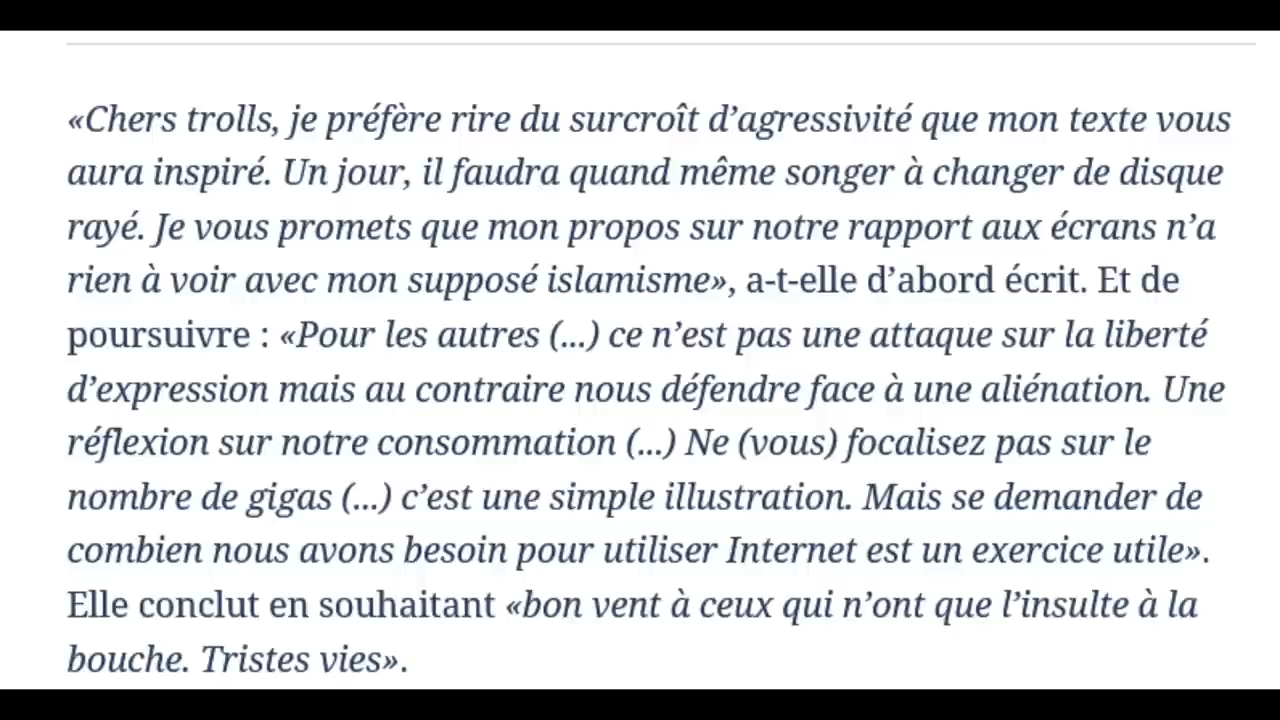 «Chers trolls, je préfère rire du surcroît d’agressivité que mon texte vous
aura inspiré. Un jour, il faudra quand même songer à changer de disque
rayé. Je vous promets que mon propos sur notre rapport aux écrans n’a
rien à voir avec mon supposé islamisme», a-t-elle d’abord écrit. Et de
poursuivre : «Pour les autres (...) ce n’est pas une attaque sur la liberté
d’expression mais au contraire nous défendre face à une aliénation. Une
réflexion sur notre consommation (...) Ne (vous) focalisez pas sur le
nombre de gigas (...) c’est une simple illustration. Mais se demander de
combien nous avons besoin pour utiliser Internet est un exercice utile».
Elle conclut en souhaitant «bon vent à ceux qui n’ont que l’insulte à la
bouche. Tristes vies».